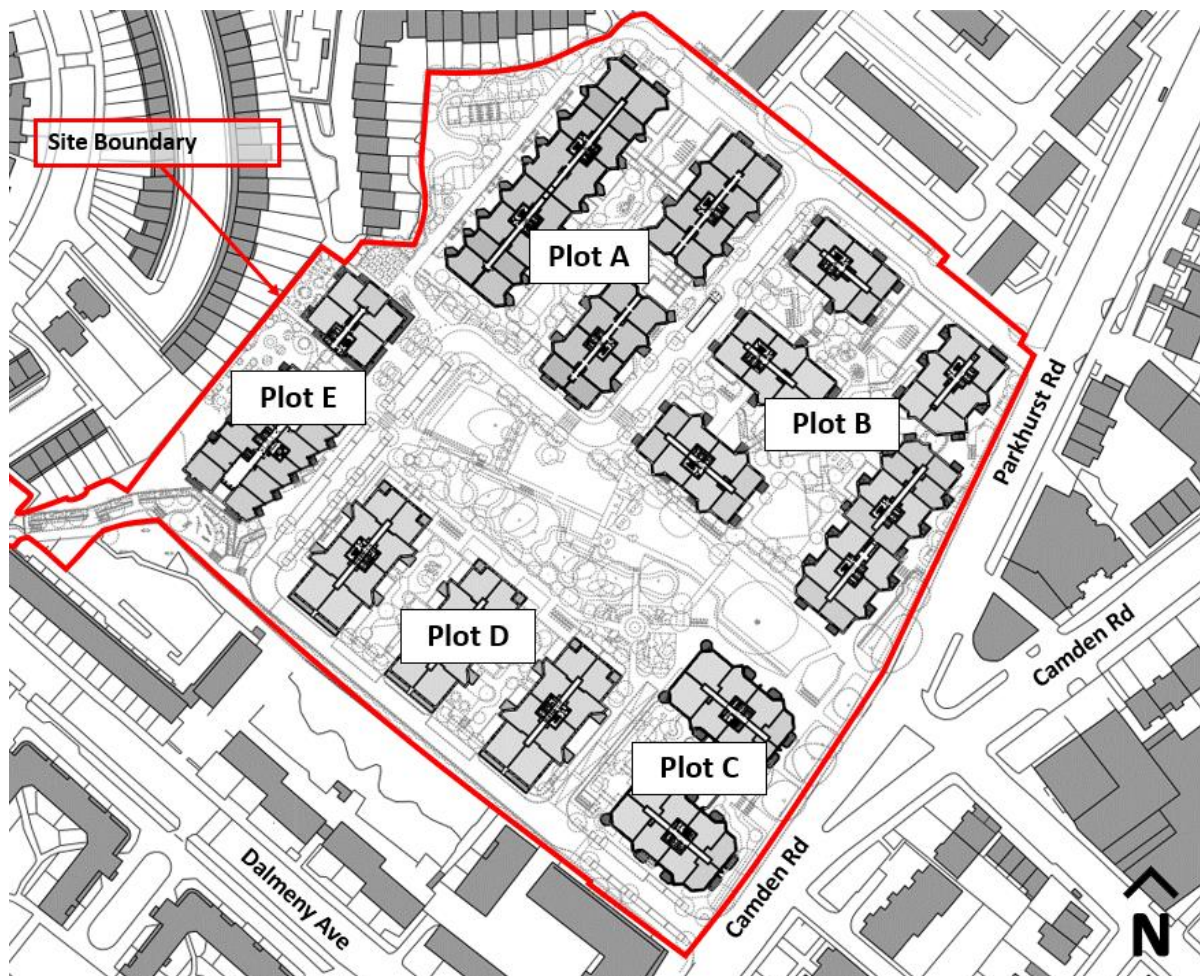 Site Boundary
Plot A
Plot E
Plot B
Parkhurst Rd
Plot D
Camden Rd
Plot C
Dalmeny Ave
Camden Rd
N